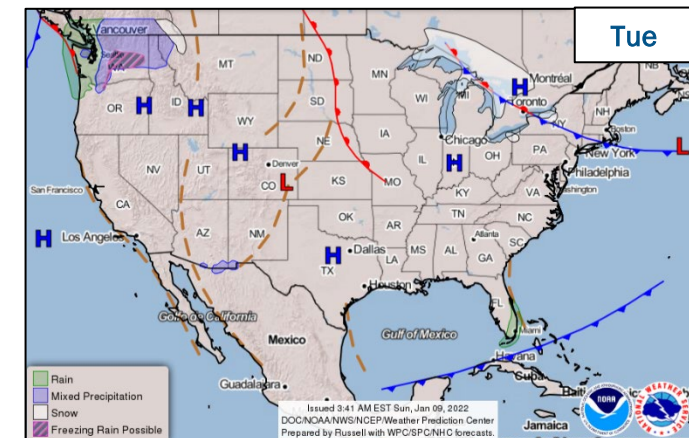 Tue
Vancouver
Seattle
WA
MT
ND
MN
Montréal
NB
OR
ID
SD
WI
MI
Toronto
NH
H
H
H
WY
NE
IA
Chicago
NY
Boston
New York
L
NV
UT
H
Denver
CO
L
KS
MO
IL
H
OH
PA
Philadelphia
San Francisco
CA
KY
VA
Washington
H
Los Angeles
AZ
NM
OK
AR
TN
NC
H
TX
Dallas
LA
MS
AL
Atlanta
GA
SC
Houston
FL
Golfo de California
Gulf of Mexico
Miami
Mexico
Havana
Cuba
Guadalajara
Jamaica
Rain
Mixed Precipitation
Snow
Freezing Rain Possible
Issued 3:41 AM EST Sun, Jan 09, 2022
DOC/NOAA/NWS/NCEP/Weather Prediction Center
Prepared by Russell with WPC/SPC/NHC forecasts.
NOAA